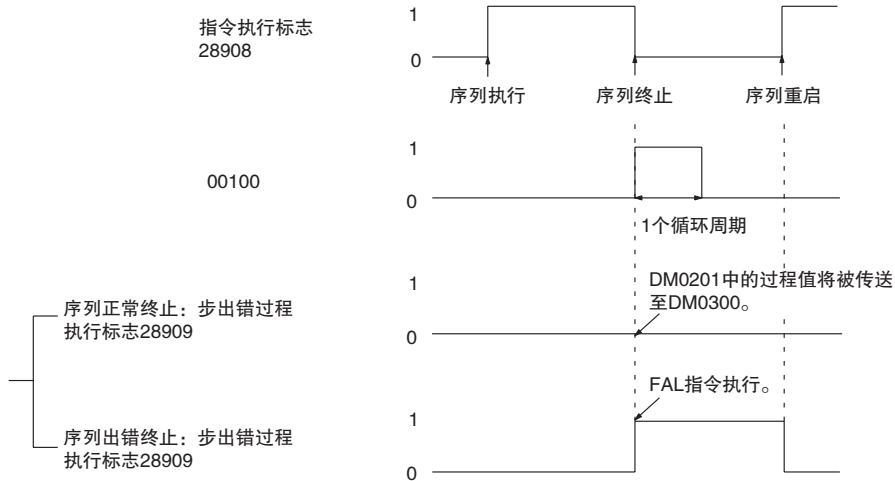 指令执行标志
28908
1
0
序列执行
序列终止
序列重启
00100
1
0
1个循环周期
序列正常终止：步出错过程
执行标志28909
1
0
DM0201中的过程值将被传送
至DM0300。
序列出错终止：步出错过程
执行标志28909
1
0
FAL指令执行。